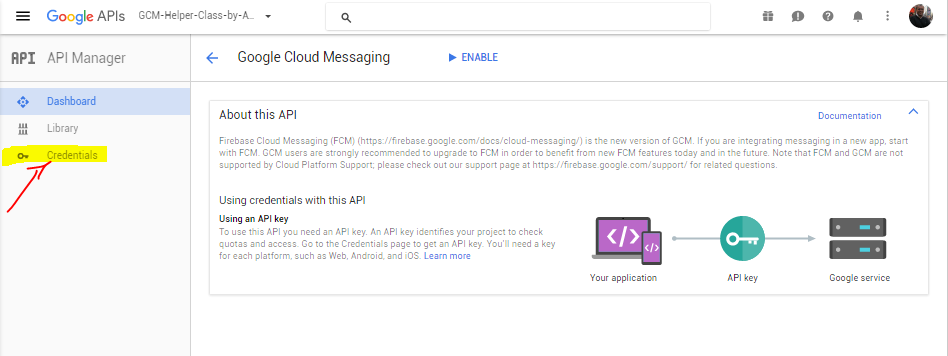 Google APIs
GCM-Helper-Class-by-A...
API API Manager
Google Cloud Messaging
ENABLE
Dashboard
Library
Credentials
About this API
Documentation
Firebase Cloud Messaging (FCM) (https://firebase.google.com/docs/cloud-messaging/) is the new version of GCM. If you are integrating messaging in a new app, start
with FCM. GCM users are strongly recommended to upgrade to FCM in order to benefit from new FCM features today and in the future. Note that FCM and GCM are not
supported by Cloud Platform Support; please check out our support page at https://firebase.google.com/support/ for related questions.
Using credentials with this API
Using an API key
To use this API you need an API key. An API key identifies your project to check
quotas and access. Go to the Credentials page to get an API key. You'll need a key
for each platform, such as Web, Android, and iOS. Learn more
Your application
API key
Google service